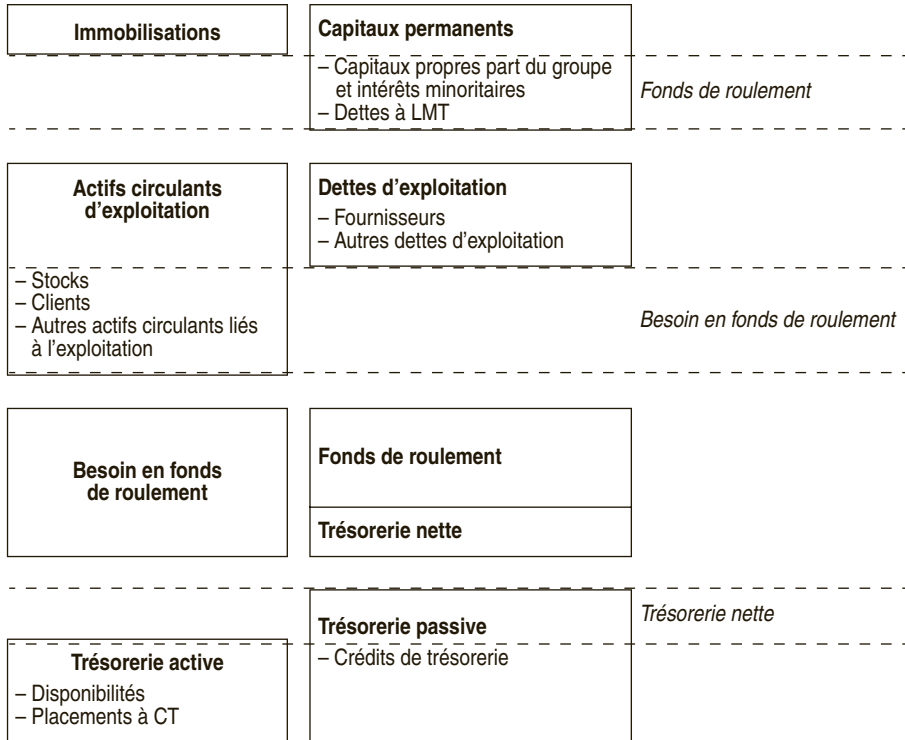 Immobilisations
Capitaux permanents
– Capitaux propres part du groupe
et intérêts minoritaires
– Dettes à LMT
Fonds de roulement
Actifs circulants
d'exploitation
– Stocks
– Clients
– Autres actifs circulants liés
à l'exploitation
Dettes d'exploitation
– Fournisseurs
– Autres dettes d'exploitation
Besoin en fonds de roulement
Besoin en fonds
de roulement
Fonds de roulement
Trésorerie nette
Trésorerie active
– Disponibilités
– Placements à CT
Trésorerie passive
– Crédits de trésorerie
Trésorerie nette